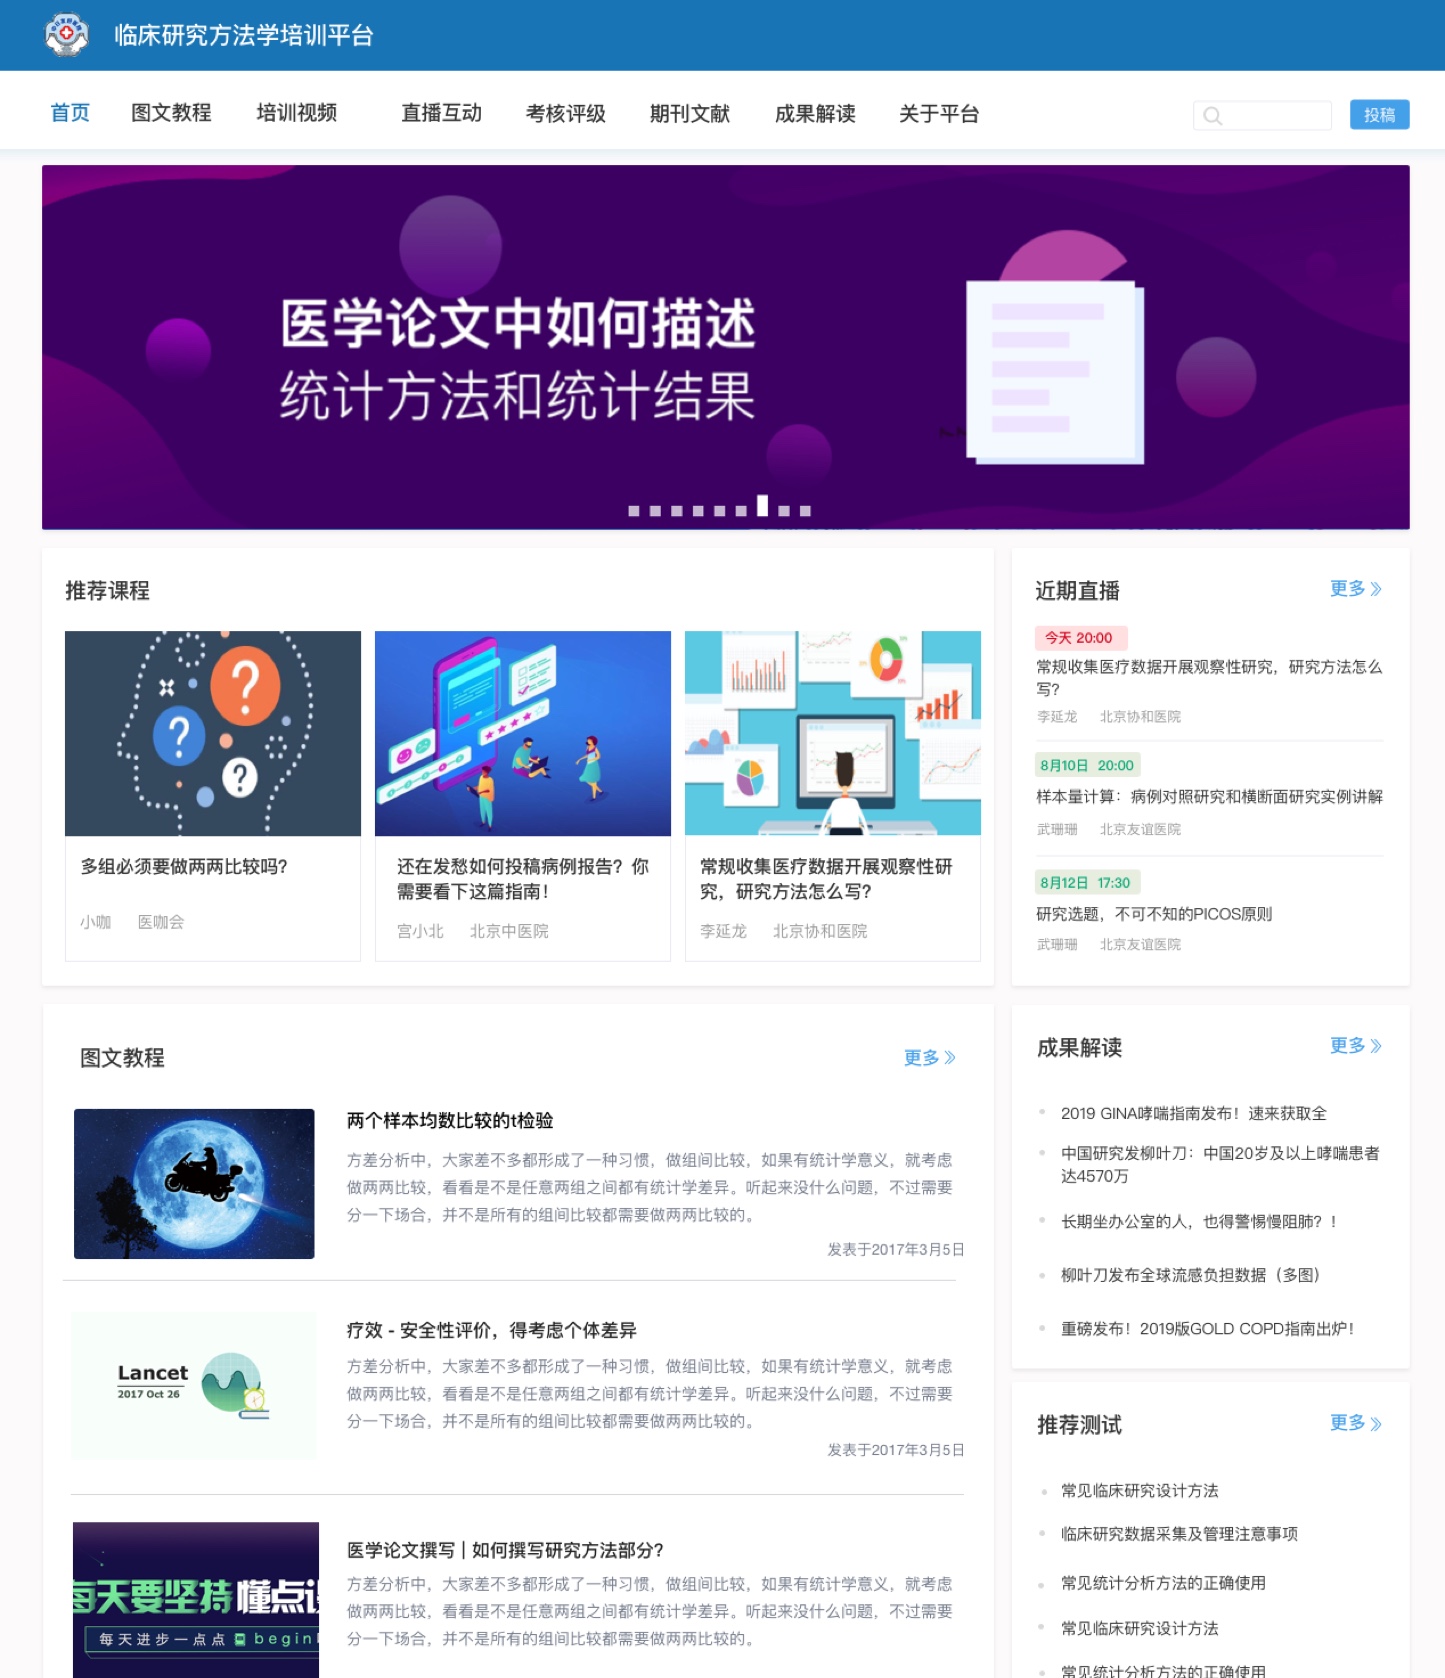 临床研究方法学培训平台
首页 图文教程 培训视频 直播互动 考核评级 期刊文献 成果解读 关于平台 投稿
医学论文中如何描述
统计方法和统计结果
推荐课程
多组必须要做两两比较吗?
小咖 医咖会
还在发愁如何投稿病例报告？你
需要看下这篇指南！
宫小北 北京中医院
常规收集医疗数据开展观察性研
究，研究方法怎么写?
李延龙 北京协和医院
近期直播 更多
今天 20:00
常规收集医疗数据开展观察性研究，研究方法怎么
写?
李延龙 北京协和医院
8月10日 20:00
样本量计算：病例对照研究和横断面研究实例讲解
武珊珊 北京友谊医院
8月12日 17:30
研究选题，不可不知的PICOS原则
武珊珊 北京友谊医院
图文教程 更多
两个样本均数比较的t检验
方差分析中，大家差不多都形成了一种习惯，做组间比较，如果有统计学意义，就考虑
做两两比较，看看是不是任意两组之间都有统计学差异。听起来没什么问题，不过需要
分一下场合，并不是所有的组间比较都需要做两两比较的。
发表于2017年3月5日
Lancet
2017 Oct 26
疗效 - 安全性评价，得考虑个体差异
方差分析中，大家差不多都形成了一种习惯，做组间比较，如果有统计学意义，就考虑
做两两比较，看看是不是任意两组之间都有统计学差异。听起来没什么问题，不过需要
分一下场合，并不是所有的组间比较都需要做两两比较的。
发表于2017年3月5日
每天要坚持懂点
每天进步一点点 begin
医学论文撰写 | 如何撰写研究方法部分?
方差分析中，大家差不多都形成了一种习惯，做组间比较，如果有统计学意义，就考虑
做两两比较，看看是不是任意两组之间都有统计学差异。听起来没什么问题，不过需要
分一下场合，并不是所有的组间比较都需要做两两比较的。
成果解读 更多
2019 GINA哮喘指南发布！速来获取全
中国研究发柳叶刀：中国20岁及以上哮喘患者
达4570万
长期坐办公室的人，也得警惕慢阻肺？！
柳叶刀发布全球流感负担数据（多图）
重磅发布！2019版GOLD COPD指南出炉！
推荐测试 更多
常见临床研究设计方法
临床研究数据采集及管理注意事项
常见统计分析方法的正确使用
常见临床研究设计方法
常见统计分析方法的正确使用